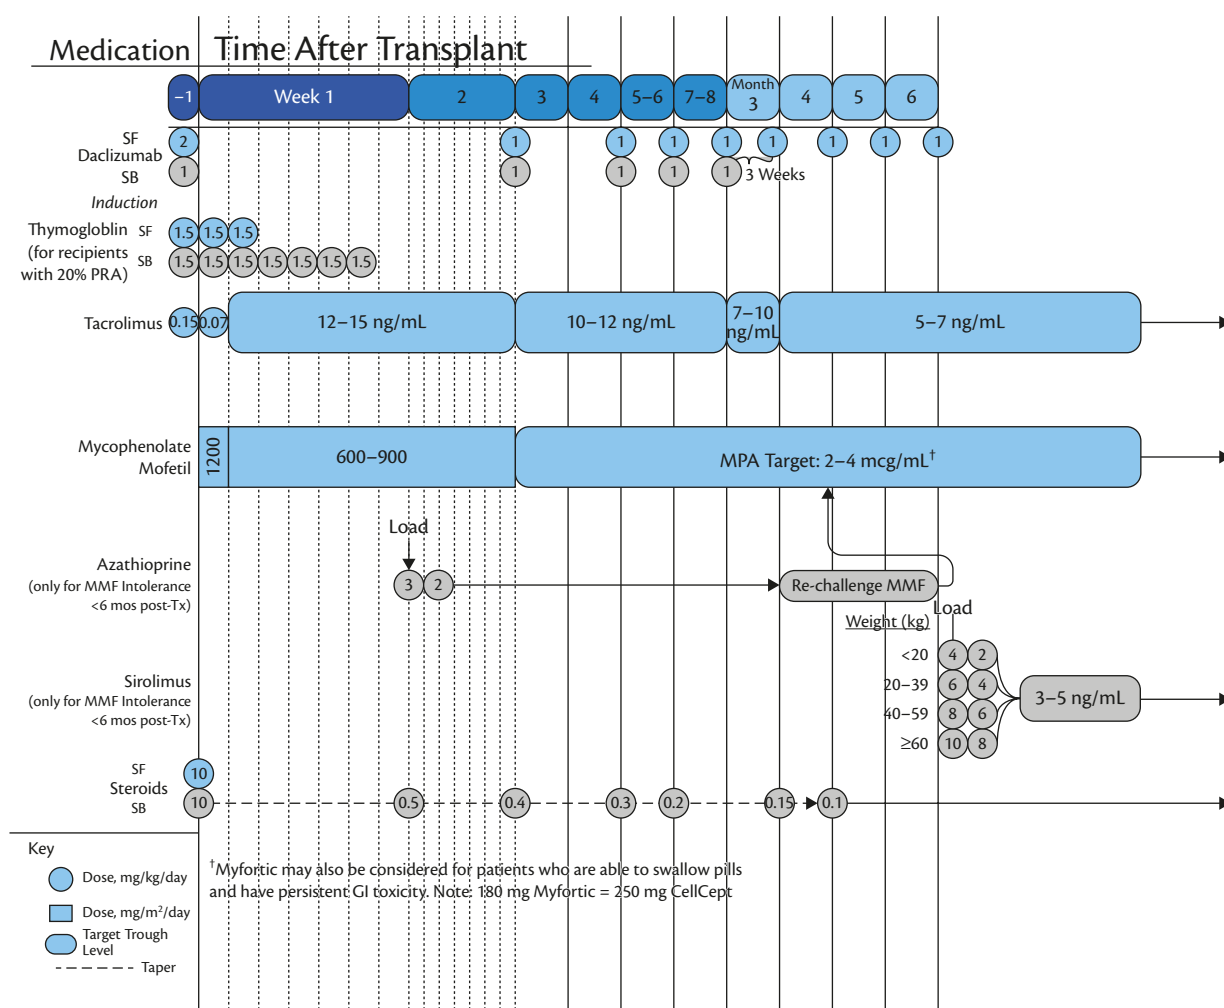 Medication Time After Transplant
–1 Week 1 2 3 4 5–6 7–8 Month 3 4 5 6
SF 2 1 1 1 1 1 1 1 1
Daclizumab
SB 1 1 1 1 1 3 Weeks
Induction
Thymoglobin SF 1.5 1.5 1.5
(for recipients
with 20% PRA) SB 1.5 1.5 1.5 1.5 1.5 1.5 1.5
Tacrolimus 0.15 0.07 12–15 ng/mL 10–12 ng/mL 7–10 ng/mL 5–7 ng/mL
Mycophenolate
Mofetil 1200 600–900 MPA Target: 2–4 mcg/mL†
Load
Azathioprine
(only for MMF Intolerance
<6 mos post-Tx) 3 2 Re-challenge MMF
Load
Weight (kg)
<20 4 2
20–39 6 4
40–59 8 6
≥60 10 8
3–5 ng/mL
Sirolimus
(only for MMF Intolerance
<6 mos post-Tx)
SF 10
Steroids
SB 10 0.5 0.4 0.3 0.2 0.15 0.1
Key
Dose, mg/kg/day
Dose, mg/m²/day
Target Trough
Level
Taper
†Myfortic may also be considered for patients who are able to swallow pills
and have persistent GI toxicity. Note: 180 mg Myfortic = 250 mg CellCept